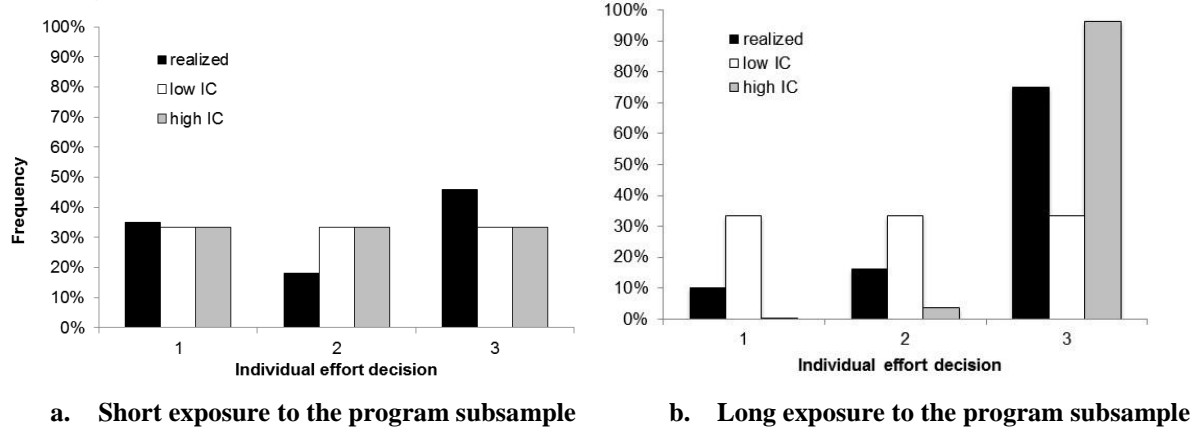 100%
90%
80%
70%
60%
50%
40%
30%
20%
10%
0%
Frequency
realized
low IC
high IC
1 2 3
Individual effort decision
a. Short exposure to the program subsample
100%
90%
80%
70%
60%
50%
40%
30%
20%
10%
0%
realized
low IC
high IC
1 2 3
Individual effort decision
b. Long exposure to the program subsample